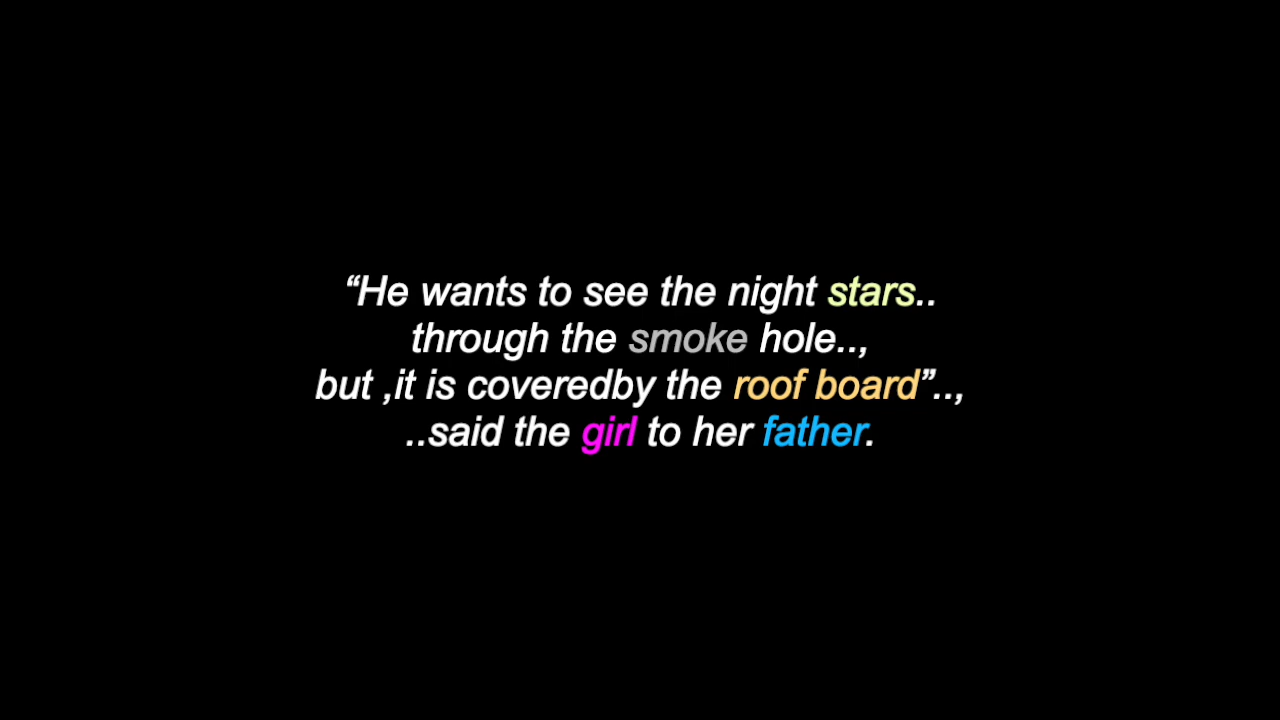 “He wants to see the night stars..
through the smoke hole..,
but ,it is coveredby the roof board”..,
..said the girl to her father.